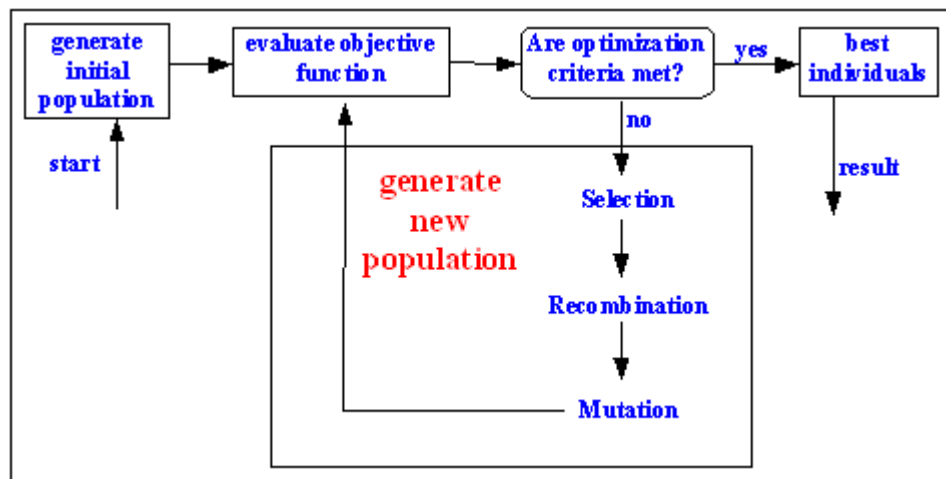 generate
initial
population
evaluate objective
function
Are optimization
criteria met?
yes
best
individuals
start
no
result
generate
new
population
Selection
Recombination
Mutation